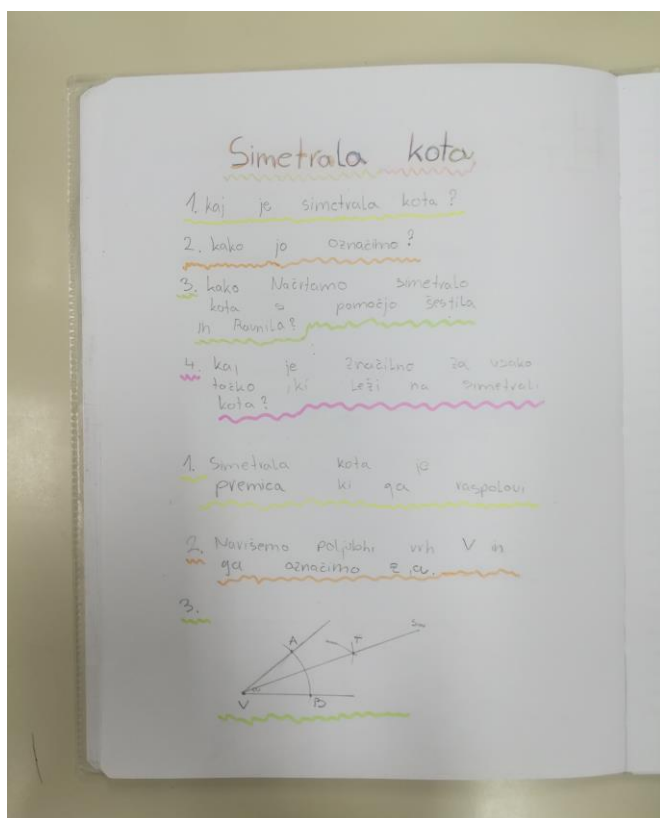 Simetrala kota
1. kaj je simetrala kota?
2. kako jo označimo?
3. kako Načrtamo simetralo
kota s pomočjo šestila
in Ravnila?
4. kaj je značilno za vsako
točko ,ki leži na simetrali
kota?
1. Simetrala kota je
premica ki ga raspolovi
2. Narišemo vrh V in
ga označimo z
3.
A
T
V
B